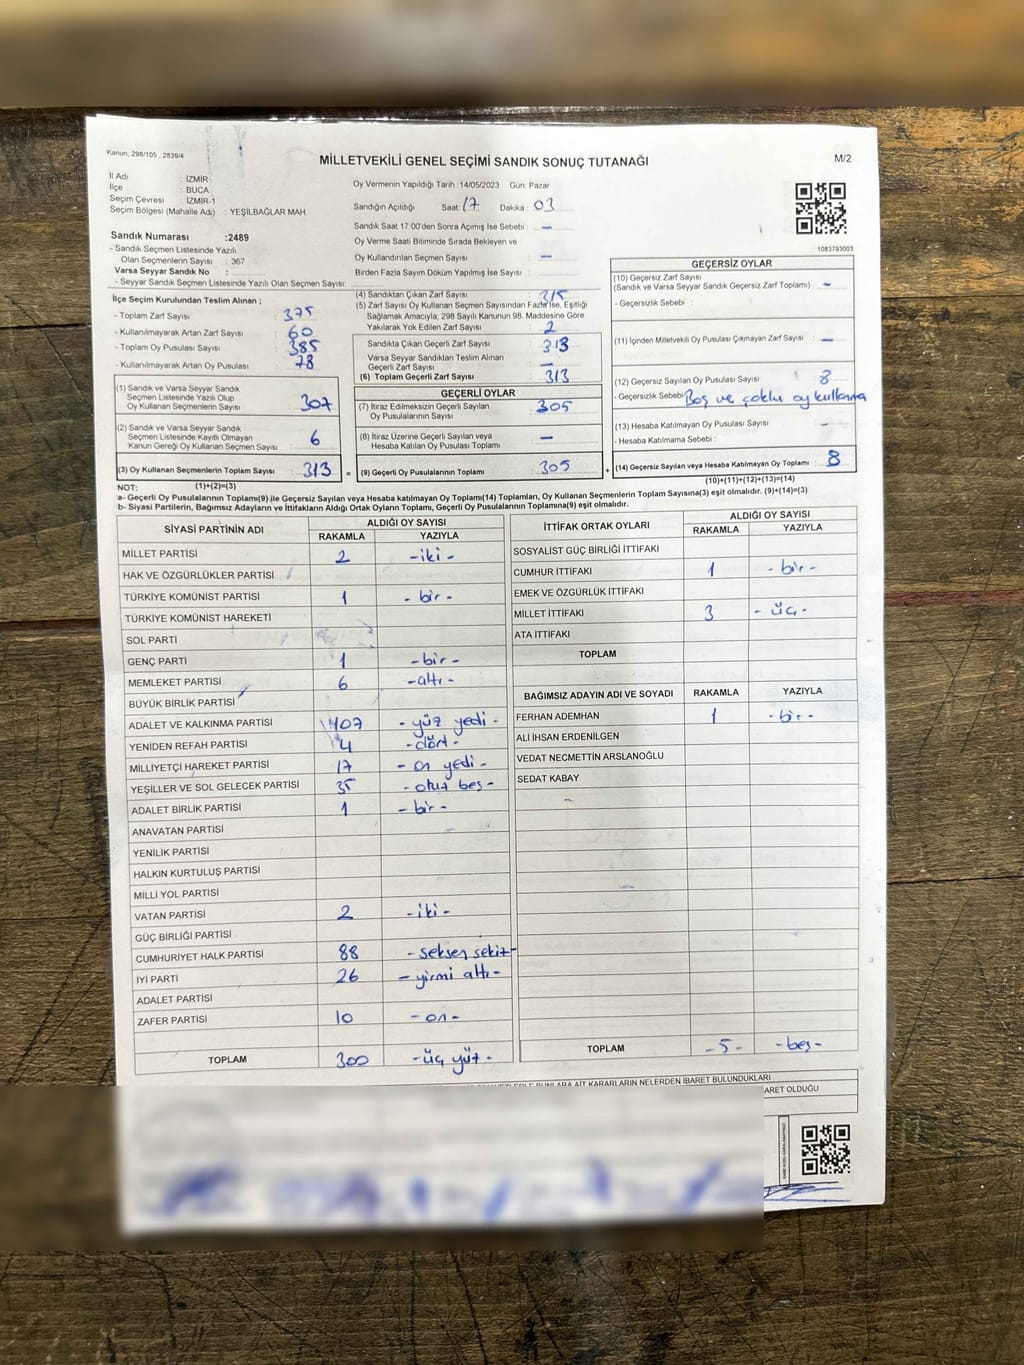 Kanun, 298/105 , 2839/4
MİLLETVEKİLİ GENEL SEÇİMİ SANDIK SONUÇ TUTANAĞI
M/2
İl Adı : İZMİR
İlçe : BUCA
Seçim Çevresi : İZMİR-1
Seçim Bölgesi (Mahalle Adı) : YEŞİLBAĞLAR MAH.
Oy Vermenin Yapıldığı Tarih :14/05/2023 Gün: Pazar
Sandığın Açıldığı Saat : 17 Dakika : 03
Sandık Saat 17.00'den Sonra Açımış İse Sebebi : -
Oy Verme Saati Bitiminde Sırada Bekleyen ve
Oy Kullandırılan Seçmen Sayısı : -
Birden Fazla Sayım Döküm Yapılmış İse Sayısı :
1083793003
Sandık Numarası :2489
- Sandık Seçmen Listesinde Yazılı
Olan Seçmenlerin Sayısı : 367
Varsa Seyyar Sandık No :
- Seyyar Sandık Seçmen Listesinde Yazılı Olan Seçmen Sayısı:
İlçe Seçim Kurulundan Teslim Alınan ;
- Toplam Zarf Sayısı : 375
- Kullanılmayarak Artan Zarf Sayısı : 60
- Toplam Oy Pusulası Sayısı : 385
- Kullanılmayarak Artan Oy Pusulası : 78
(1) Sandık ve Varsa Seyyar Sandık
Seçmen Listesinde Yazılı Olup
Oy Kullanan Seçmenlerin Sayısı : 307
(2) Sandık ve Varsa Seyyar Sandık
Seçmen Listesinde Kayıtlı Olmayan
Kanun Gereği Oy Kullanan Seçmen Sayısı : 6
(3) Oy Kullanan Seçmenlerin Toplam Sayısı : 313
(1)+(2)=(3)
(4) Sandıktan Çıkan Zarf Sayısı : 315
(5) Zarf Sayısı Oy Kullanan Seçmen Sayısından Fazla İse, Eşitliği
Sağlamak Amacıyla; 298 Sayılı Kanunun 98. Maddesine Göre
Yakılarak Yok Edilen Zarf Sayısı : 2
Sandıkta Çıkan Geçerli Zarf Sayısı : 313
Varsa Seyyar Sandıktan Teslim Alınan
Geçerli Zarf Sayısı : -
(6) Toplam Geçerli Zarf Sayısı : 313
GEÇERLİ OYLAR
(7) İtiraz Edilmeksizin Geçerli Sayılan
Oy Pusulalarının Sayısı : 305
(8) İtiraz Üzerine Geçerli Sayılan veya
Hesaba Katılan Oy Pusulası Toplamı : -
= (9) Geçerli Oy Pusulalarının Toplamı : 305
GEÇERSİZ OYLAR
(10) Geçersiz Zarf Sayısı
(Sandık ve Varsa Seyyar Sandık Geçersiz Zarf Toplamı) : -
- Geçersizlik Sebebi :
(11) İçinden Milletvekili Oy Pusulası Çıkmayan Zarf Sayısı : -
(12) Geçersiz Sayılan Oy Pusulası Sayısı : 8
- Geçersizlik Sebebi : Boş ve çoklu oy kullanma
(13) Hesaba Katılmayan Oy Pusulası Sayısı : -
- Hesaba Katılmama Sebebi :
+ (14) Geçersiz Sayılan veya Hesaba Katılmayan Oy Toplamı : 8
(10)+(11)+(12)+(13)=(14)
NOT:
a- Geçerli Oy Pusulalarının Toplamı(9) ile Geçersiz Sayılan veya Hesaba katılmayan Oy Toplamı(14) Toplamları, Oy Kullanan Seçmenlerin Toplam Sayısına(3) eşit olmalıdır. (9)+(14)=(3)
b- Siyasi Partilerin, Bağımsız Adayların ve İttifakların Aldığı Ortak Oyların Toplamı, Geçerli Oy Pusulalarının Toplamına(9) eşit olmalıdır.
SİYASİ PARTİNİN ADI ALDIĞI OY SAYISI
RAKAMLA YAZIYLA
MİLLET PARTİSİ 2 -iki-
HAK VE ÖZGÜRLÜKLER PARTİSİ
TÜRKİYE KOMÜNİST PARTİSİ 1 -bir-
TÜRKİYE KOMÜNİST HAREKETİ
SOL PARTİ
GENÇ PARTİ 1 -bir-
MEMLEKET PARTİSİ 6 -altı-
BÜYÜK BİRLİK PARTİSİ
ADALET VE KALKINMA PARTİSİ 107 -yüz yedi-
YENİDEN REFAH PARTİSİ 4 -dört-
MİLLİYETÇİ HAREKET PARTİSİ 17 -on yedi-
YEŞİLLER VE SOL GELECEK PARTİSİ 35 -otuz beş-
ADALET BİRLİK PARTİSİ 1 -bir-
ANAVATAN PARTİSİ
YENİLİK PARTİSİ
HALKIN KURTULUŞ PARTİSİ
MİLLİ YOL PARTİSİ
VATAN PARTİSİ 2 -iki-
GÜÇ BİRLİĞİ PARTİSİ
CUMHURİYET HALK PARTİSİ 88 -seksen sekiz-
İYİ PARTİ 26 -yirmi altı-
ADALET PARTİSİ
ZAFER PARTİSİ 10 -on-
TOPLAM 300 -üç yüz-
İTTİFAK ORTAK OYLARI ALDIĞI OY SAYISI
RAKAMLA YAZIYLA
SOSYALİST GÜÇ BİRLİĞİ İTTİFAKI
CUMHUR İTTİFAKI 1 -bir-
EMEK VE ÖZGÜRLÜK İTTİFAKI
MİLLET İTTİFAKI 3 -üç-
ATA İTTİFAKI
TOPLAM
BAĞIMSIZ ADAYIN ADI VE SOYADI RAKAMLA YAZIYLA
FERHAN ADEMHAN 1 -bir-
ALİ İHSAN ERDENİLGEN
VEDAT NECMETTİN ARSLANOĞLU
SEDAT KABAY
TOPLAM -5- -beş-
BUNLARA AİT KARARLARIN NELERDEN İBARET BULUNDUKLARI
ARET OLDUĞU